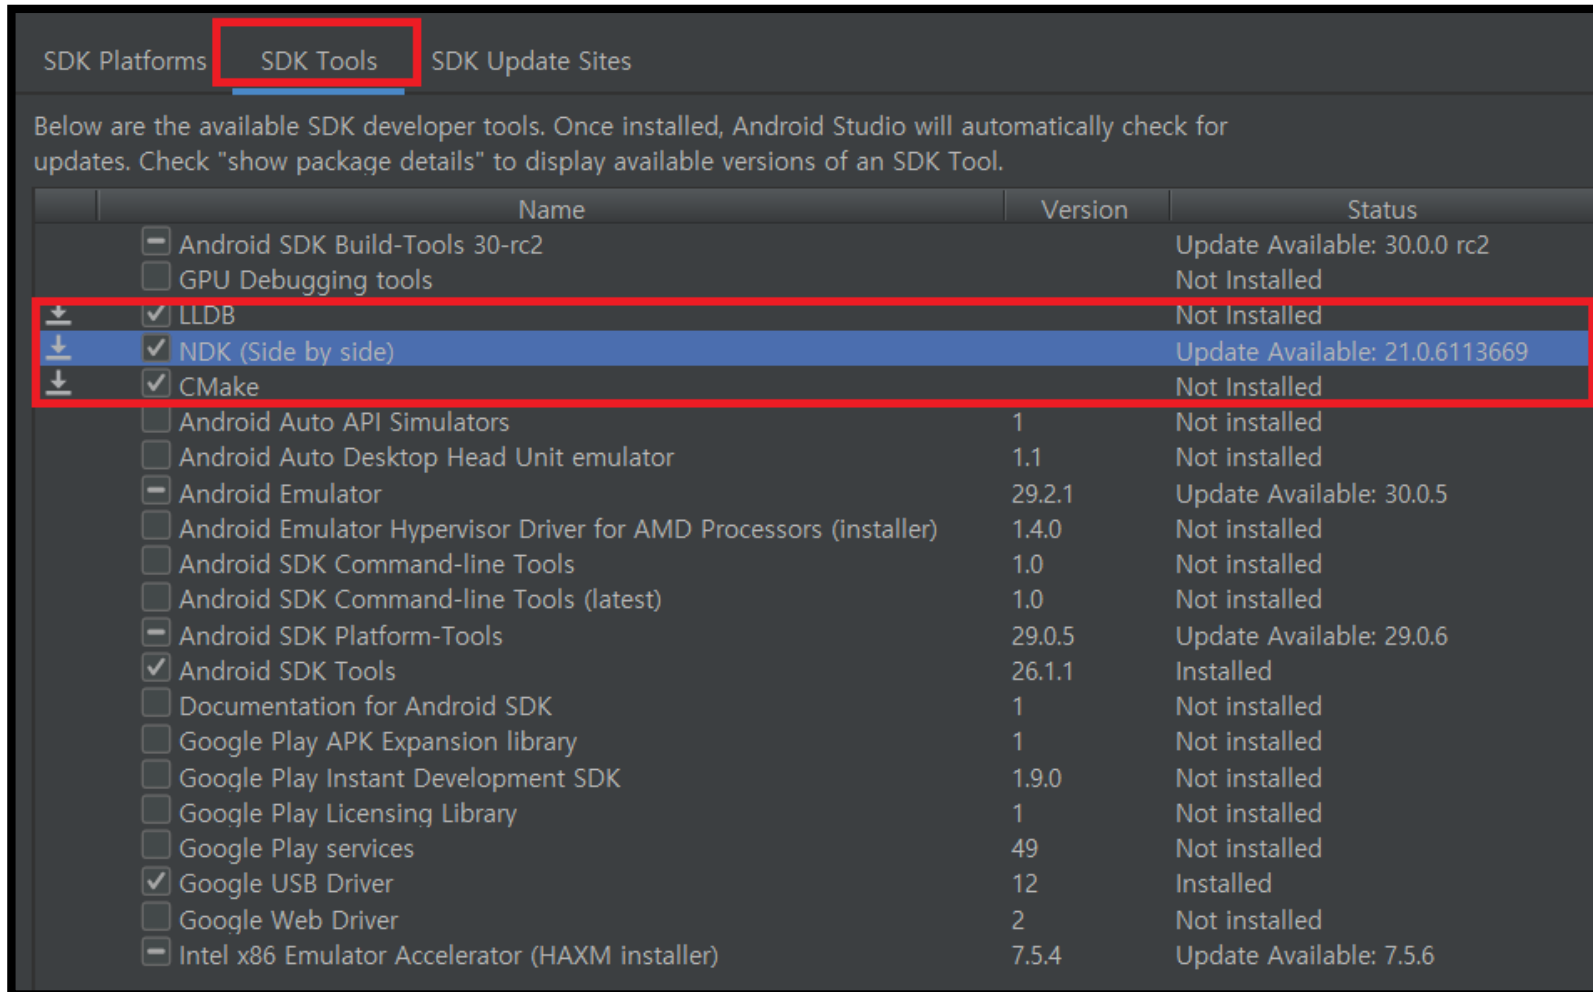 SDK Platforms SDK Tools SDK Update Sites
Below are the available SDK developer tools. Once installed, Android Studio will automatically check for
updates. Check "show package details" to display available versions of an SDK Tool.
Name Version Status
Android SDK Build-Tools 30-rc2 Update Available: 30.0.0 rc2
GPU Debugging tools Not Installed
LLDB Not Installed
NDK (Side by side) Update Available: 21.0.6113669
CMake Not Installed
Android Auto API Simulators 1 Not installed
Android Auto Desktop Head Unit emulator 1.1 Not installed
Android Emulator 29.2.1 Update Available: 30.0.5
Android Emulator Hypervisor Driver for AMD Processors (installer) 1.4.0 Not installed
Android SDK Command-line Tools 1.0 Not installed
Android SDK Command-line Tools (latest) 1.0 Not installed
Android SDK Platform-Tools 29.0.5 Update Available: 29.0.6
Android SDK Tools 26.1.1 Installed
Documentation for Android SDK 1 Not installed
Google Play APK Expansion library 1 Not installed
Google Play Instant Development SDK 1.9.0 Not installed
Google Play Licensing Library 1 Not installed
Google Play services 49 Not installed
Google USB Driver 12 Installed
Google Web Driver 2 Not installed
Intel x86 Emulator Accelerator (HAXM installer) 7.5.4 Update Available: 7.5.6